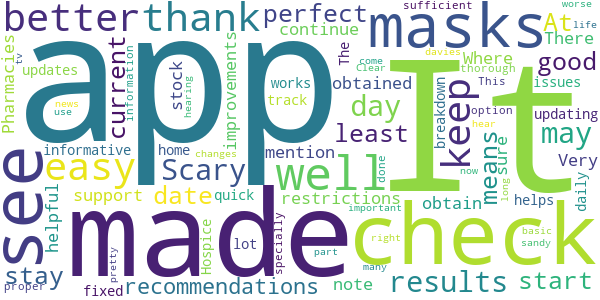 better thank perfect masks sufficient At worse life
The continue There
Pharmacies tv updates current information stock improvements obtained Where good
app It
see works track day keep Clear come davies This thorough issues
news use hearing least breakdown option updating
informative home mention hear may
easy Scary well means sure Very
helpful support date quick restrictions done now daily
made check
changes obtain long helps
stay Hospice lot specially important basic
right sandy
proper pretty fixed recommendations part note many results start